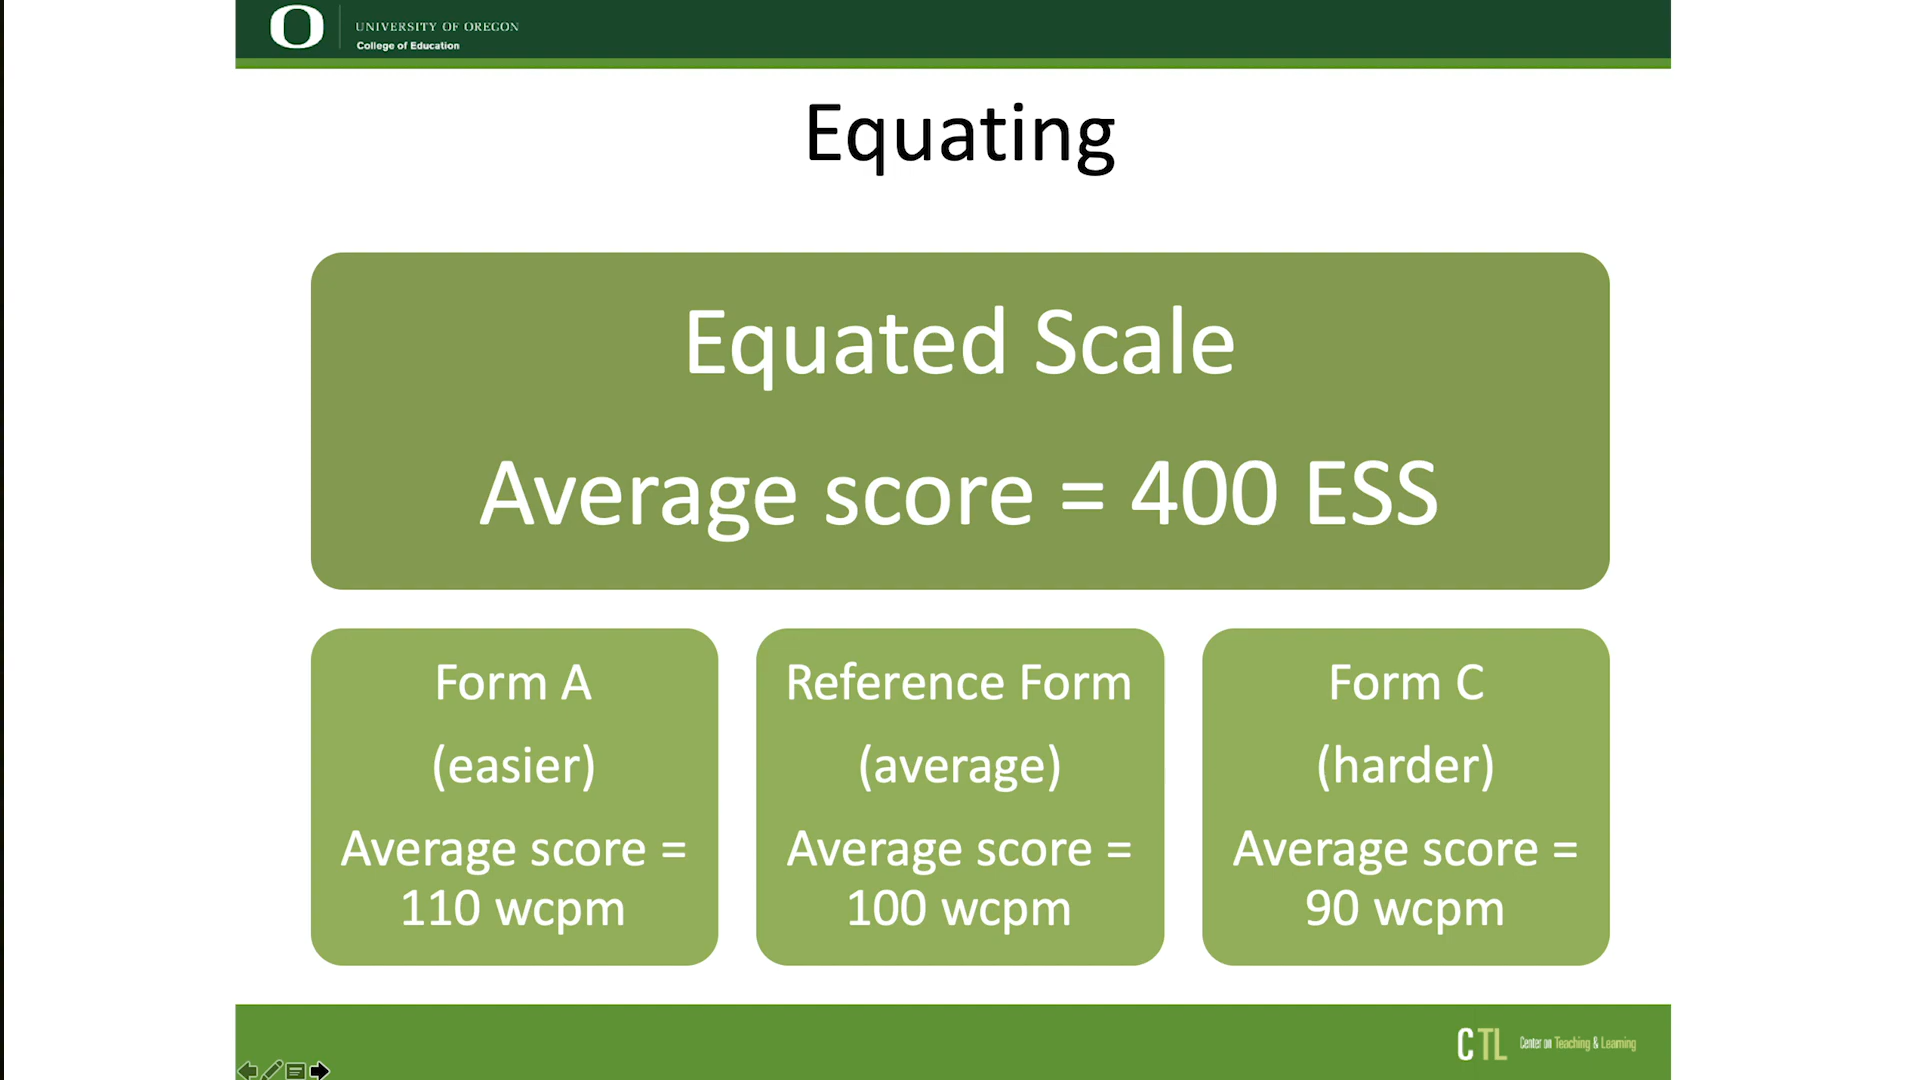 UNIVERSITY OF OREGON
College of Education
Equating
Equated Scale
Average score = 400 ESS
Form A
(easier)
Average score =
110 wcpm
Reference Form
(average)
Average score =
100 wcpm
Form C
(harder)
Average score =
90 wcpm
CTL Center on Teaching & Learning